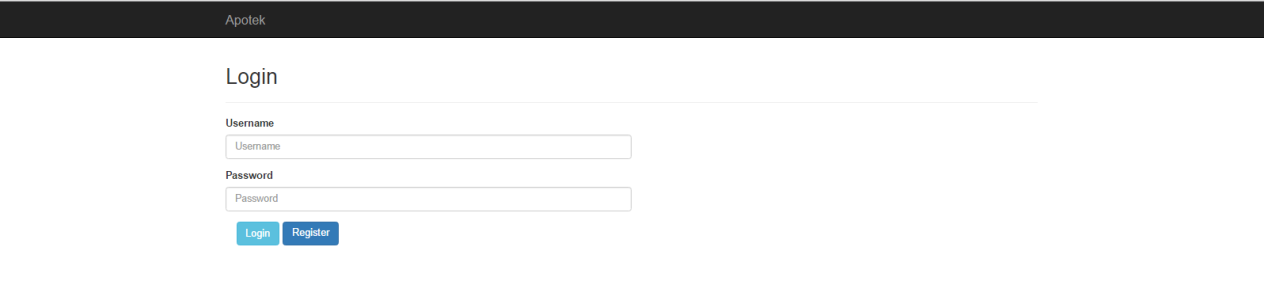 Apotek
Login
Username
Username
Password
Password
Login Register